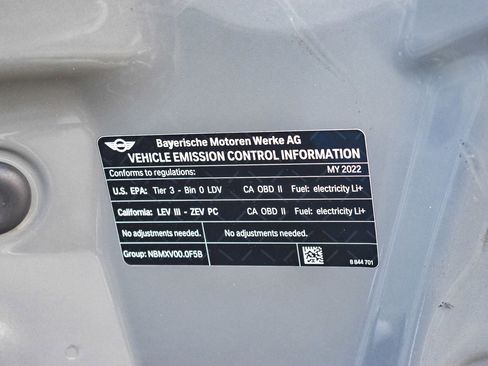 Bayerische Motoren Werke AG
VEHICLE EMISSION CONTROL INFORMATION
Conforms to regulations: MY 2022
U.S. EPA: Tier 3 - Bin 0 LDV CA OBD II Fuel: electricity Li+
California: LEV III - ZEV PC CA OBD II Fuel: electricity Li+
No adjustments needed. No adjustments needed.
Group: NBMXV00.0F5B
8 844 701